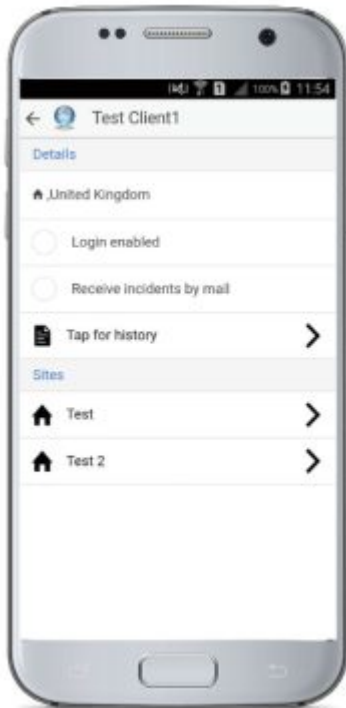 1 100% 11:54
Test Client1
Details
,United Kingdom
Login enabled
Receive incidents by mail
Tap for history
Sites
Test
Test 2